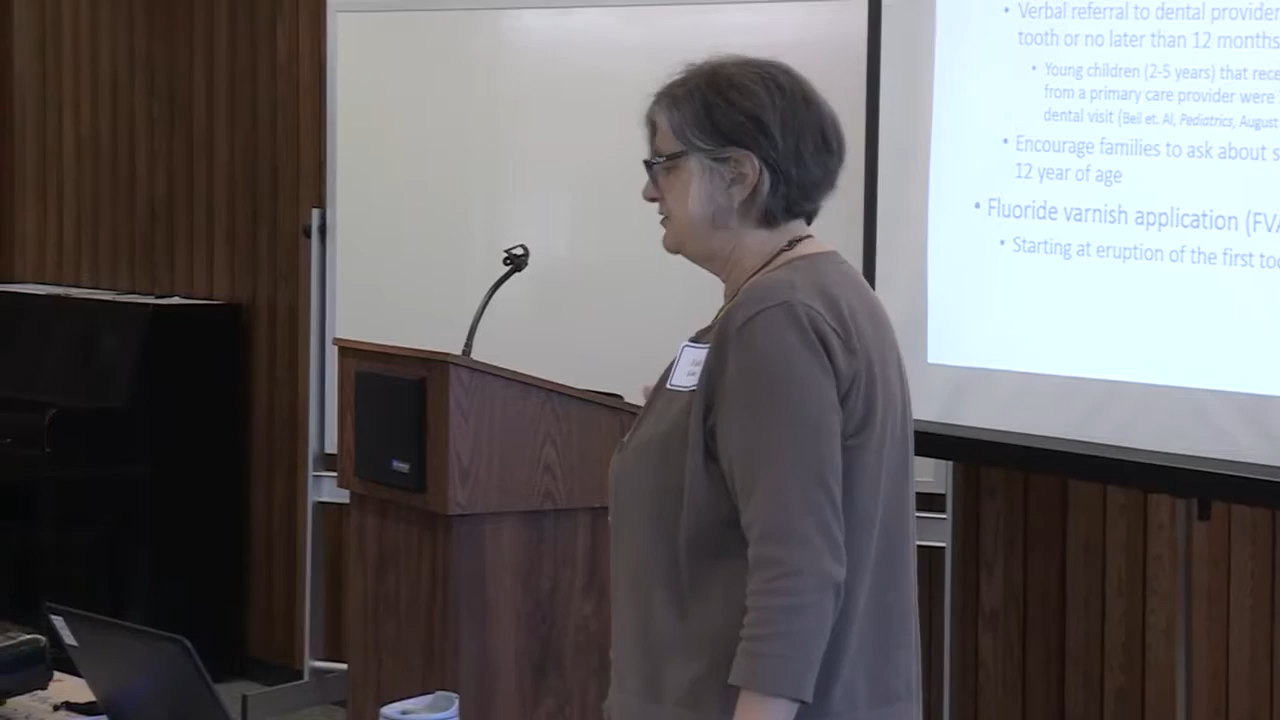 • Verbal referral to dental provider
tooth or no later than 12 months
• Young children (2-5 years) that rece
from a primary care provider were
dental visit (Beil et. Al, Pediatrics, August
• Encourage families to ask about s
12 year of age
• Fluoride varnish application (FVA
• Starting at eruption of the first too